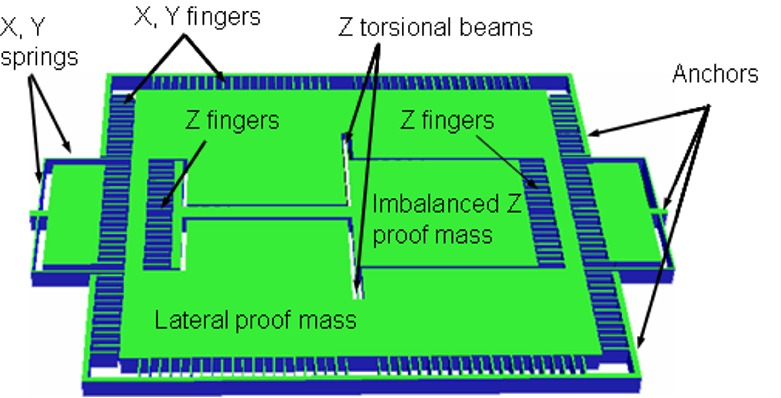 X, Y fingers
Z torsional beams
X, Y
springs
Anchors
Z fingers
Z fingers
Imbalanced Z
proof mass
Lateral proof mass